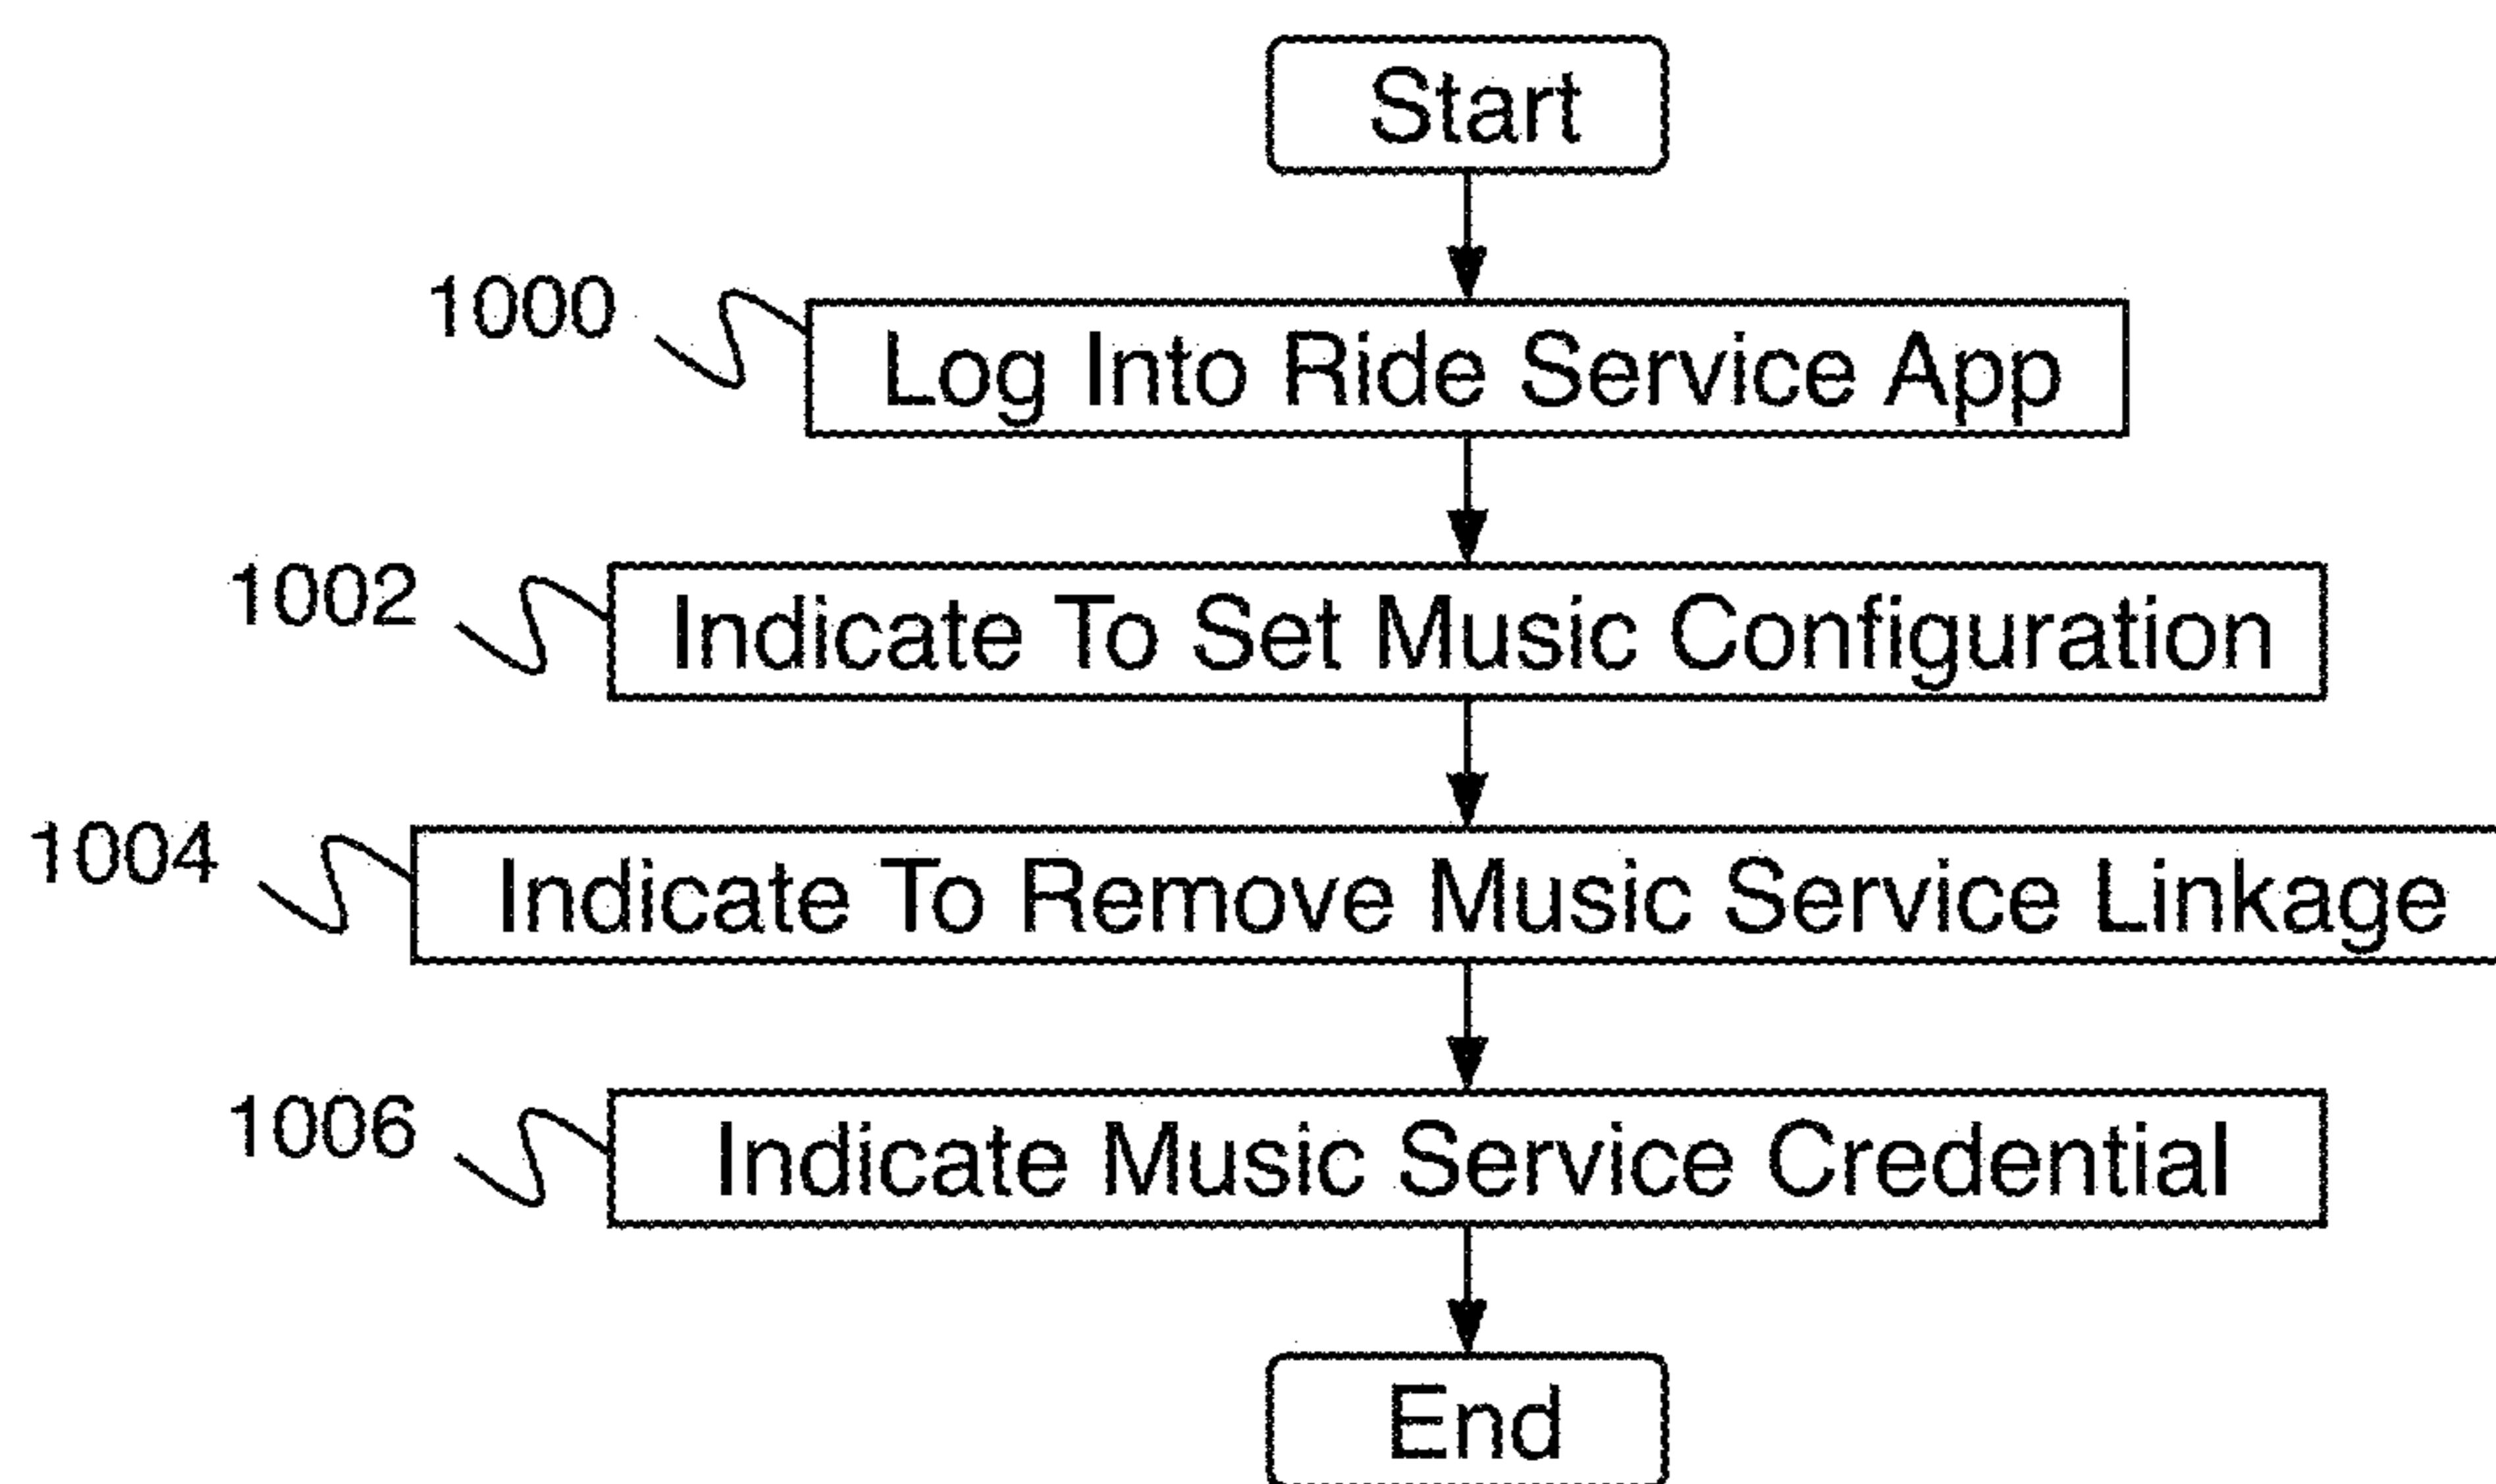 Start
1000
Log Into Ride Service App
1002
Indicate To Set Music Configuration
1004
Indicate To Remove Music Service Linkage
1006
Indicate Music Service Credential
End